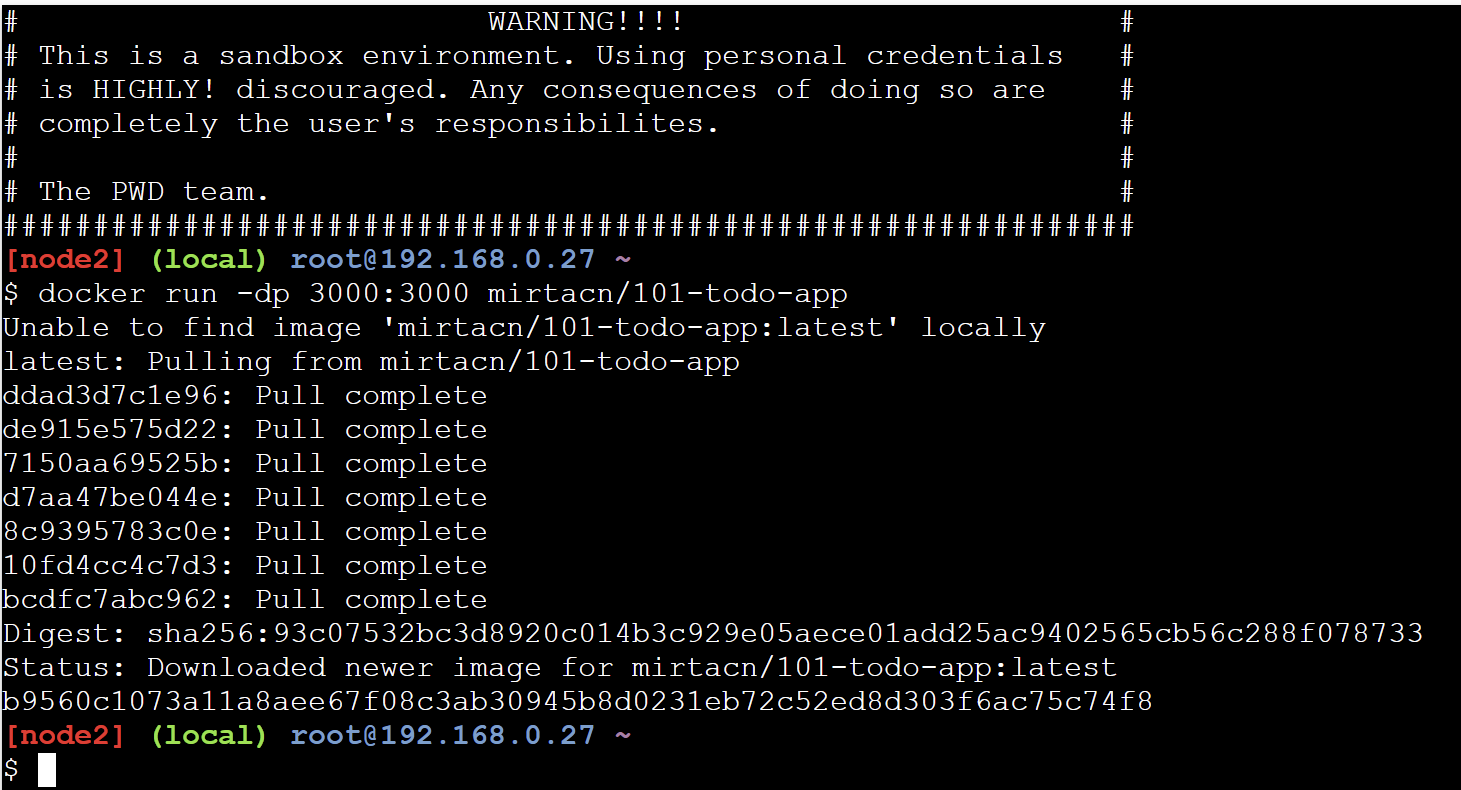 # WARNING!!!! #
# This is a sandbox environment. Using personal credentials #
# is HIGHLY! discouraged. Any consequences of doing so are #
# completely the user's responsibilites. #
# #
# The PWD team. #
###############################################################
[node2] (local) root@192.168.0.27 ~
$ docker run -dp 3000:3000 mirtacn/101-todo-app
Unable to find image 'mirtacn/101-todo-app:latest' locally
latest: Pulling from mirtacn/101-todo-app
ddad3d7c1e96: Pull complete
de915e575d22: Pull complete
7150aa69525b: Pull complete
d7aa47be044e: Pull complete
8c9395783c0e: Pull complete
10fd4cc4c7d3: Pull complete
bcdfc7abc962: Pull complete
Digest: sha256:93c07532bc3d8920c014b3c929e05aece01add25ac9402565cb56c288f078733
Status: Downloaded newer image for mirtacn/101-todo-app:latest
b9560c1073a11a8aee67f08c3ab30945b8d0231eb72c52ed8d303f6ac75c74f8
[node2] (local) root@192.168.0.27 ~
$